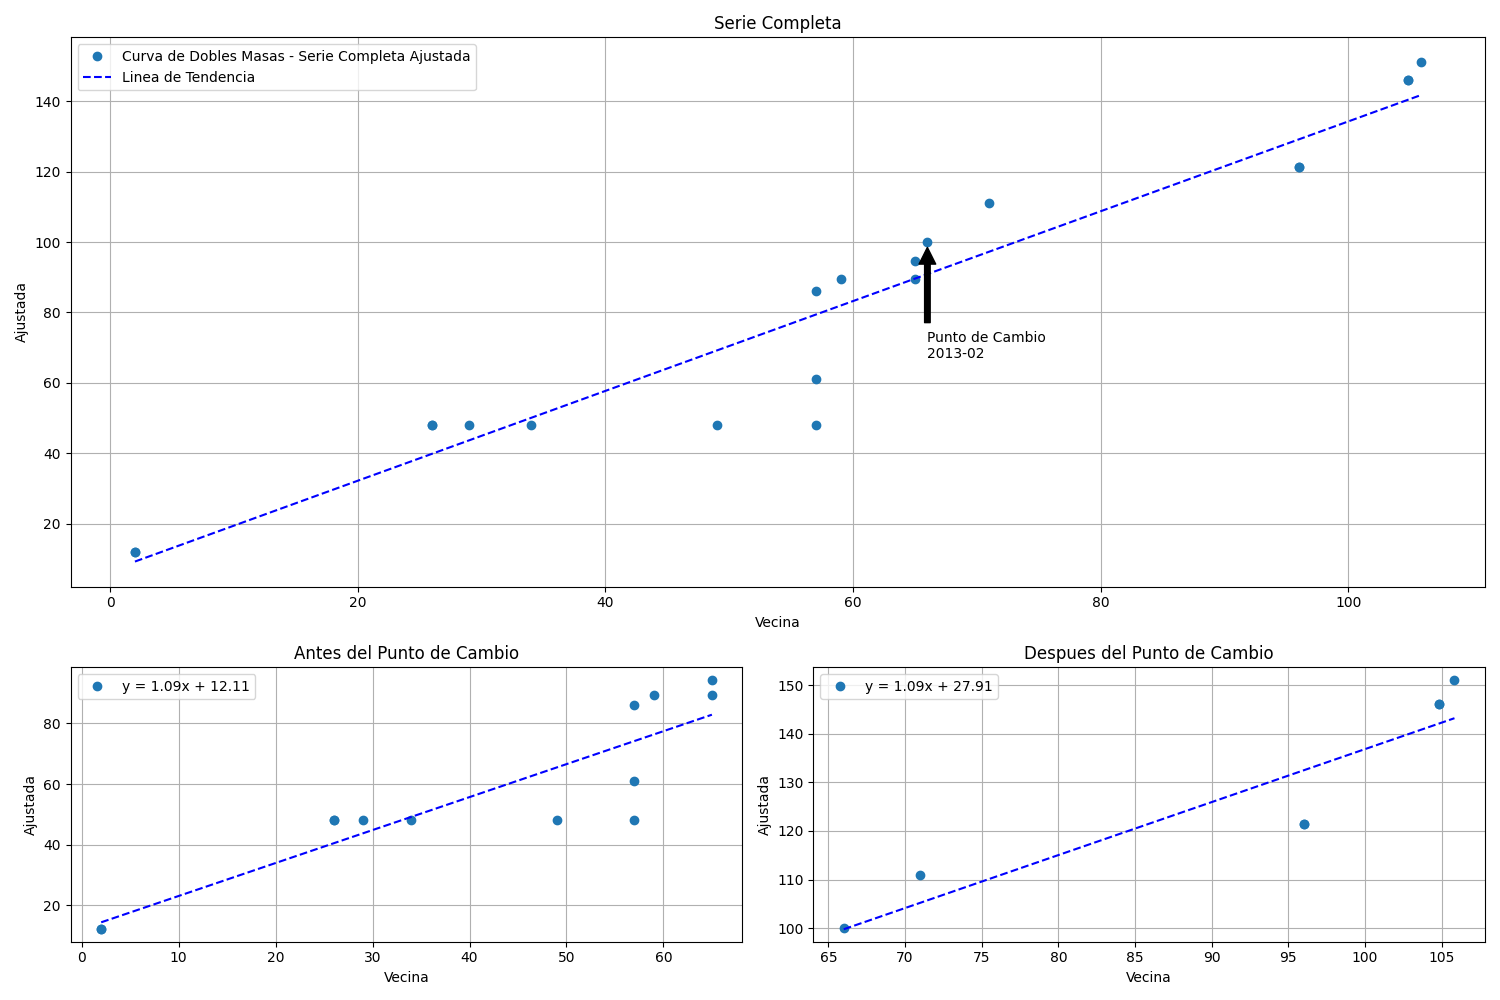 Serie Completa
Curva de Dobles Masas - Serie Completa Ajustada
Linea de Tendencia
140
120
100
80
60
40
20
Ajustada
Punto de Cambio
2013-02
0 20 40 60 80 100
Vecina
Antes del Punto de Cambio
y = 1.09x + 12.11
80
60
40
20
Ajustada
0 10 20 30 40 50 60
Vecina
Despues del Punto de Cambio
y = 1.09x + 27.91
150
140
130
120
110
100
Ajustada
65 70 75 80 85 90 95 100 105
Vecina